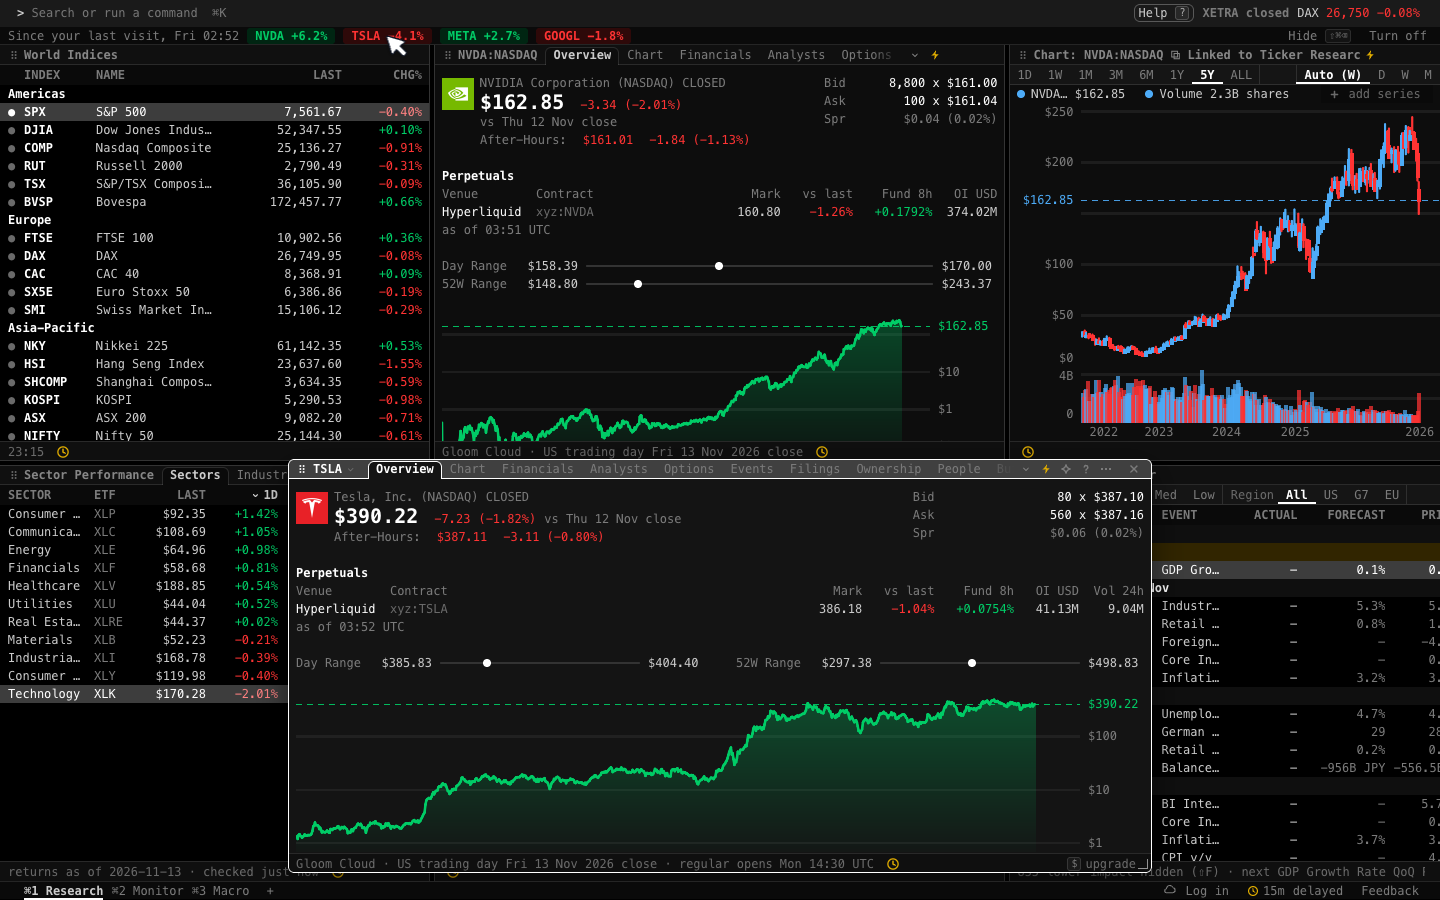 > Search or run a command ⌘K
Help ? XETRA closed DAX 26,750 −0.08%
Since your last visit, Fri 02:52 NVDA +6.2% TSLA −4.1% META +2.7% GOOGL −1.8%
Hide Turn off
World Indices
INDEX NAME LAST CHG%
Americas
SPX S&P 500 7,561.67 −0.40%
DJIA Dow Jones Indus… 52,347.55 +0.10%
COMP Nasdaq Composite 25,136.27 −0.91%
RUT Russell 2000 2,790.49 −0.31%
TSX S&P/TSX Composi… 36,105.90 −0.09%
BVSP Bovespa 172,457.77 +0.66%
Europe
FTSE FTSE 100 10,902.56 +0.36%
DAX DAX 26,749.95 −0.08%
CAC CAC 40 8,368.91 +0.09%
SX5E Euro Stoxx 50 6,386.86 −0.19%
SMI Swiss Market In… 15,106.12 −0.29%
Asia−Pacific
NKY Nikkei 225 61,142.35 +0.53%
HSI Hang Seng Index 23,637.60 −1.55%
SHCOMP Shanghai Compos… 3,634.35 −0.59%
KOSPI KOSPI 5,290.53 −0.98%
ASX ASX 200 9,082.20 −0.71%
NIFTY Nifty 50 25,144.30 −0.61%
23:15
NVDA:NASDAQ Overview Chart Financials Analysts Options
NVIDIA Corporation (NASDAQ) CLOSED
$162.85 −3.34 (−2.01%)
vs Thu 12 Nov close
After-Hours: $161.01 −1.84 (−1.13%)
Bid 8,800 x $161.00
Ask 100 x $161.04
Spr $0.04 (0.02%)
Perpetuals
Venue Contract Mark vs last Fund 8h OI USD
Hyperliquid xyz:NVDA 160.80 −1.26% +0.1792% 374.02M
as of 03:51 UTC
Day Range $158.39 $170.00
52W Range $148.80 $243.37
$162.85
$10
$1
Gloom Cloud · US trading day Fri 13 Nov 2026 close
Chart: NVDA:NASDAQ Linked to Ticker Researc
1D 1W 1M 3M 6M 1Y 5Y ALL Auto (W) D W M
NVDA… $162.85 Volume 2.3B shares + add series
$250
$200
$162.85
$100
$50
$0
4B
0
2022 2023 2024 2025 2026
Sector Performance Sectors Industr
SECTOR ETF LAST 1D
Consumer … XLP $92.35 +1.42%
Communica… XLC $108.69 +1.05%
Energy XLE $64.96 +0.98%
Financials XLF $58.68 +0.81%
Healthcare XLV $188.85 +0.54%
Utilities XLU $44.04 +0.52%
Real Esta… XLRE $44.37 +0.02%
Materials XLB $52.23 −0.21%
Industria… XLI $168.78 −0.39%
Consumer … XLY $119.98 −0.40%
Technology XLK $170.28 −2.01%
returns as of 2026−11−13 · checked just
TSLA Overview Chart Financials Analysts Options Events Filings Ownership People
Tesla, Inc. (NASDAQ) CLOSED
$390.22 −7.23 (−1.82%) vs Thu 12 Nov close
After-Hours: $387.11 −3.11 (−0.80%)
Bid 80 x $387.10
Ask 560 x $387.16
Spr $0.06 (0.02%)
Perpetuals
Venue Contract Mark vs last Fund 8h OI USD Vol 24h
Hyperliquid xyz:TSLA 386.18 −1.04% +0.0754% 41.13M 9.04M
as of 03:52 UTC
Day Range $385.83 $404.40 52W Range $297.38 $498.83
$390.22
$100
$10
$1
Gloom Cloud · US trading day Fri 13 Nov 2026 close · regular opens Mon 14:30 UTC $ upgrade
Med Low Region All US G7 EU
EVENT ACTUAL FORECAST PRI
GDP Gro… — 0.1% 0.
Nov
Industr… — 5.3% 5.
Retail … — 0.8% 1.
Foreign… — — −4.
Core In… — — 0.
Inflati… — 3.2% 3.
Unemplo… — 4.7% 4.
German … — 29 28
Retail … — 0.2% 0.
Balance… — −956B JPY −556.5B
BI Inte… — — 5.7
Core In… — — 0.
Inflati… — 3.7% 3.
CPI y/y — —
lower impact hidden (⇧F) · next GDP Growth Rate QoQ
⌘1 Research ⌘2 Monitor ⌘3 Macro +
Log in 15m delayed Feedback